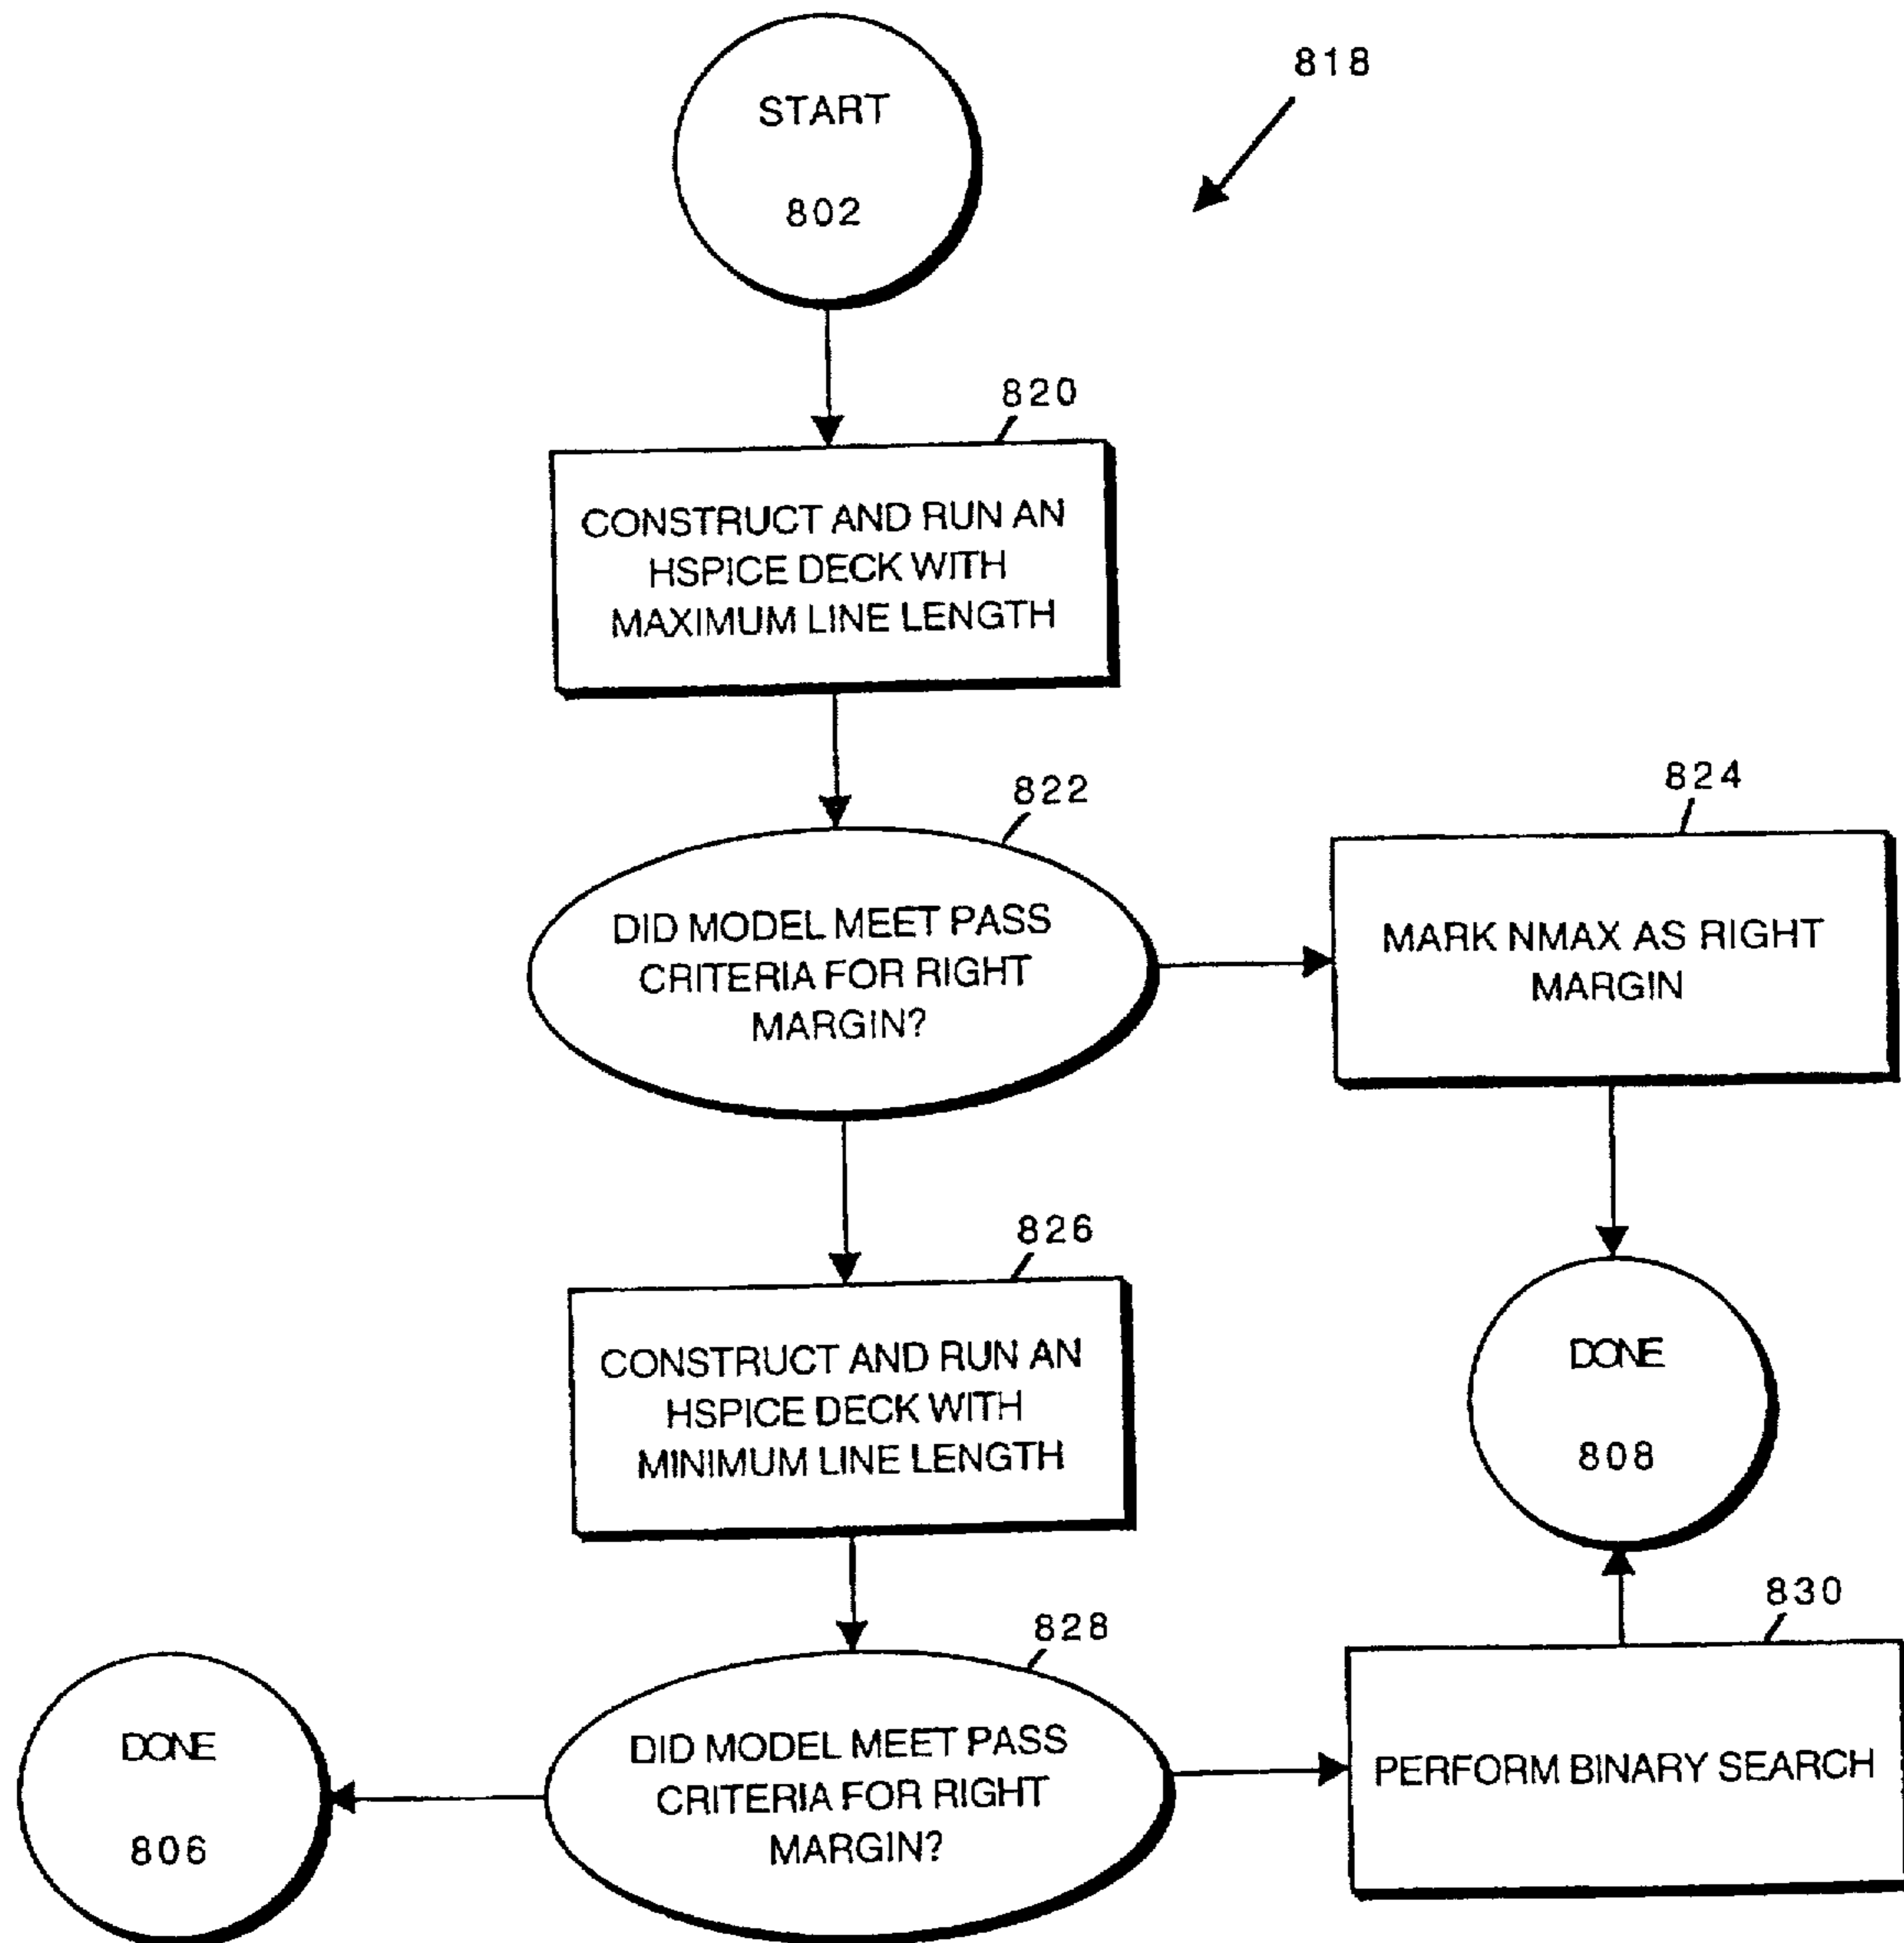 START
802
818
820
CONSTRUCT AND RUN AN
HSPICE DECK WITH
MAXIMUM LINE LENGTH
822
DID MODEL MEET PASS
CRITERIA FOR RIGHT
MARGIN?
824
MARK NMAX AS RIGHT
MARGIN
826
CONSTRUCT AND RUN AN
HSPICE DECK WITH
MINIMUM LINE LENGTH
DONE
808
828
DID MODEL MEET PASS
CRITERIA FOR RIGHT
MARGIN?
830
PERFORM BINARY SEARCH
DONE
806